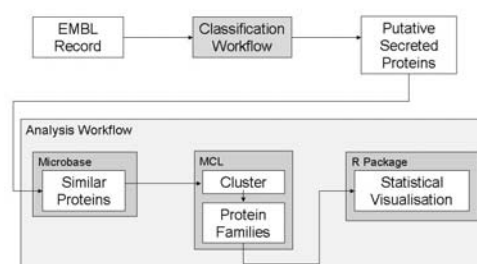 EMBL
Record
Classification
Workflow
Putative
Secreted
Proteins
Analysis Workflow
Microbase
Similar
Proteins
MCL
Cluster
Protein
Families
R Package
Statistical
Visualisation